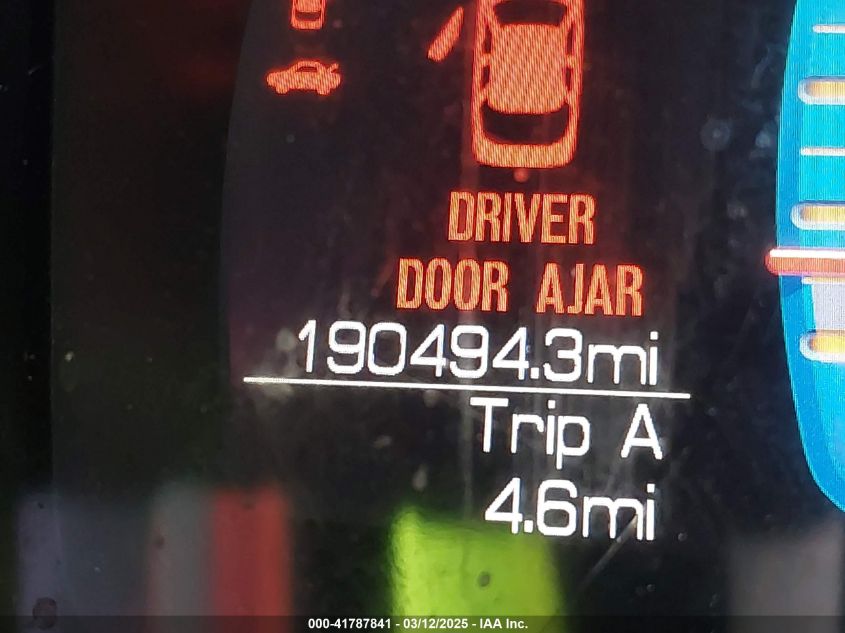 DRIVER
DOOR AJAR
190494.3mi
Trip A
4.6mi
000-41787841 - 03/12/2025 - IAA Inc.